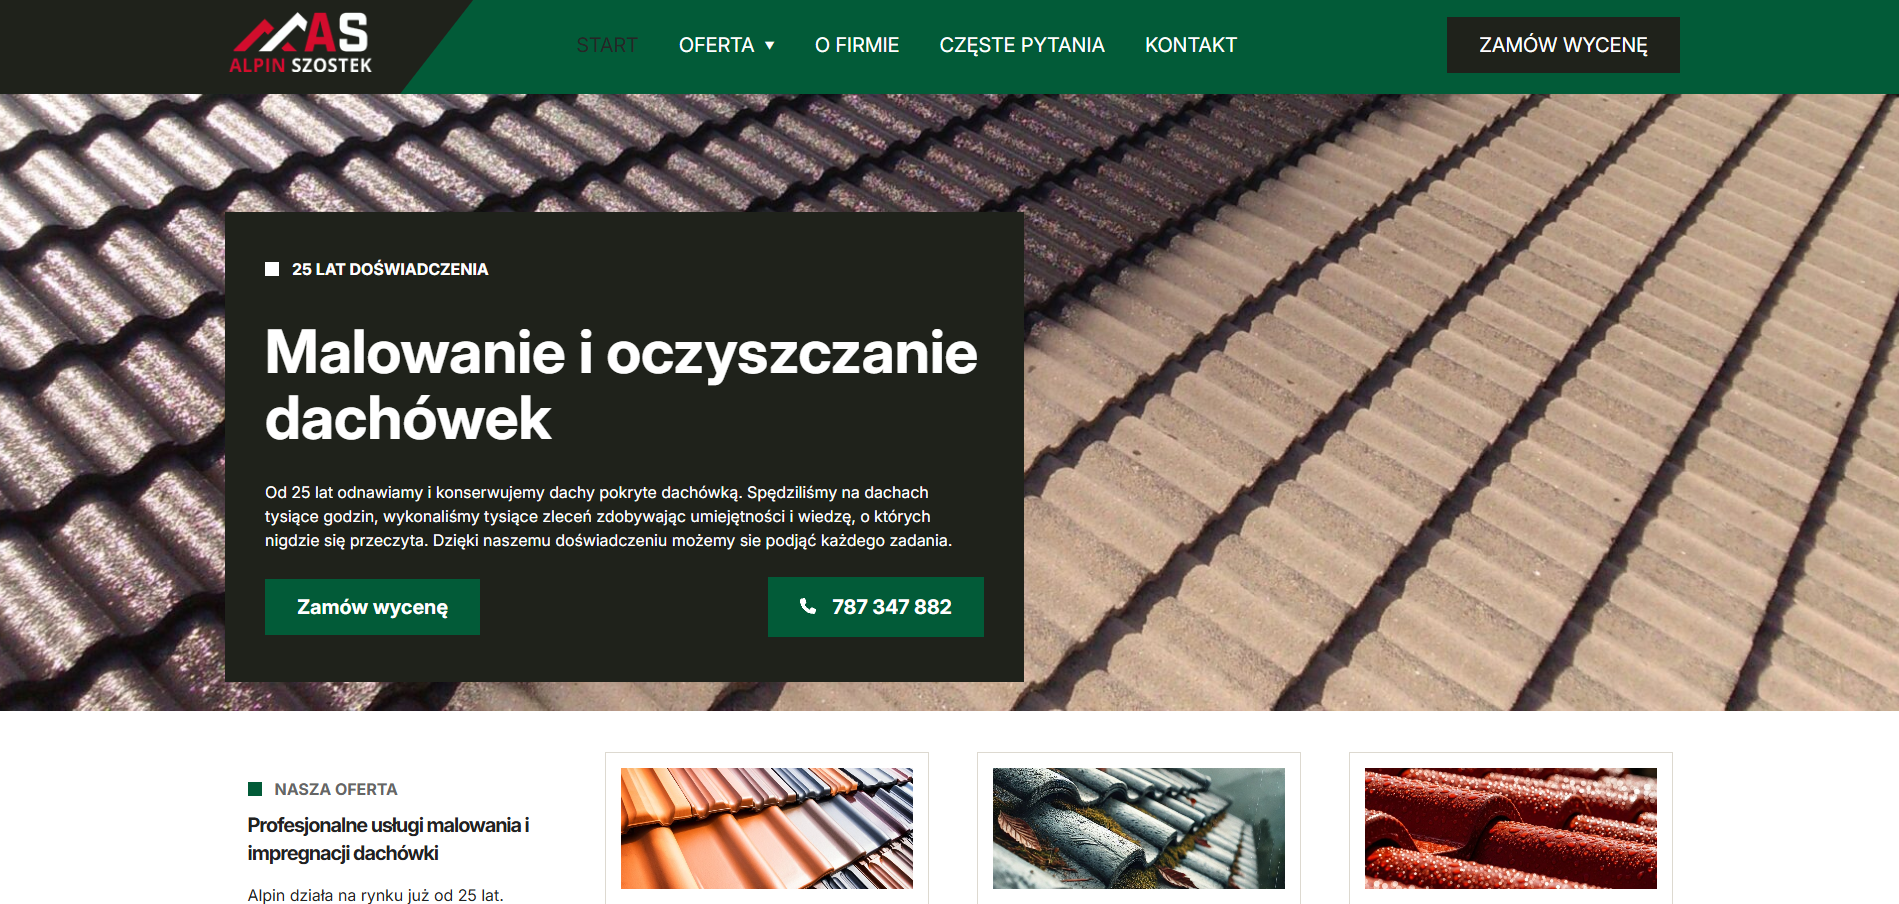 AS
ALPIN SZOSTEK
START OFERTA ▼ O FIRMIE CZĘSTE PYTANIA KONTAKT ZAMÓW WYCENĘ
25 LAT DOŚWIADCZENIA
Malowanie i oczyszczanie
dachówek
Od 25 lat odnawiamy i konserwujemy dachy pokryte dachówką. Spędziliśmy na dachach
tysiące godzin, wykonaliśmy tysiące zleceń zdobywając umiejętności i wiedzę, o których
nigdzie się przeczyta. Dzięki naszemu doświadczeniu możemy sie podjąć każdego zadania.
Zamów wycenę
787 347 882
NASZA OFERTA
Profesjonalne usługi malowania i
impregnacji dachówki
Alpin działa na rynku już od 25 lat.